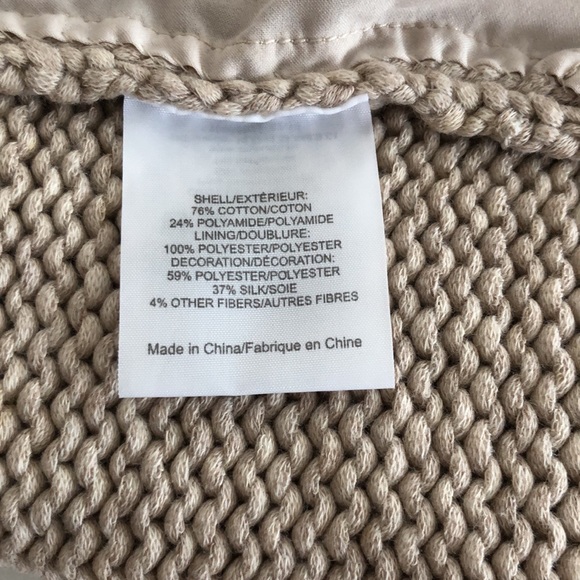 SHELL/EXTÉRIEUR:
76% COTTON/COTON
24% POLYAMIDE/POLYAMIDE
LINING/DOUBLURE:
100% POLYESTER/POLYESTER
DECORATION/DÉCORATION:
59% POLYESTER/POLYESTER
37% SILK/SOIE
4% OTHER FIBERS/AUTRES FIBRES
Made in China/Fabrique en Chine